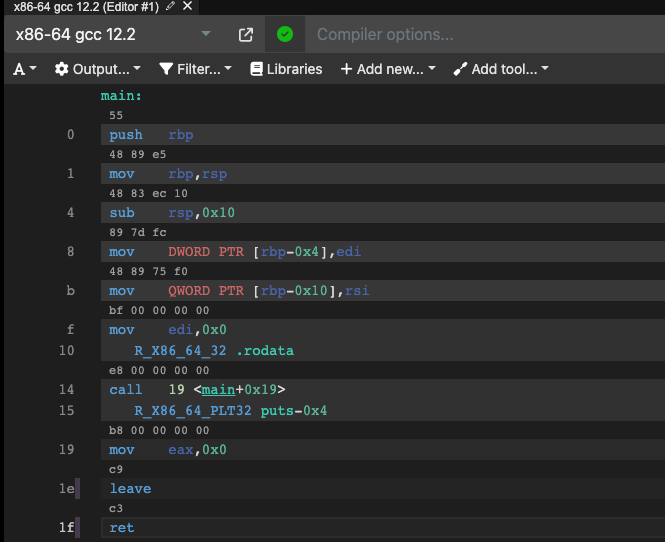 x86-64 gcc 12.2 (Editor #1)
x86-64 gcc 12.2 Compiler options...
A Output... Filter... Libraries + Add new... Add tool...
main:
55
0 push rbp
48 89 e5
1 mov rbp,rsp
48 83 ec 10
4 sub rsp,0x10
89 7d fc
8 mov DWORD PTR [rbp-0x4],edi
48 89 75 f0
b mov QWORD PTR [rbp-0x10],rsi
bf 00 00 00 00
f mov edi,0x0
10 R_X86_64_32 .rodata
e8 00 00 00 00
14 call 19 <main+0x19>
15 R_X86_64_PLT32 puts-0x4
b8 00 00 00 00
19 mov eax,0x0
c9
1e leave
c3
1f ret